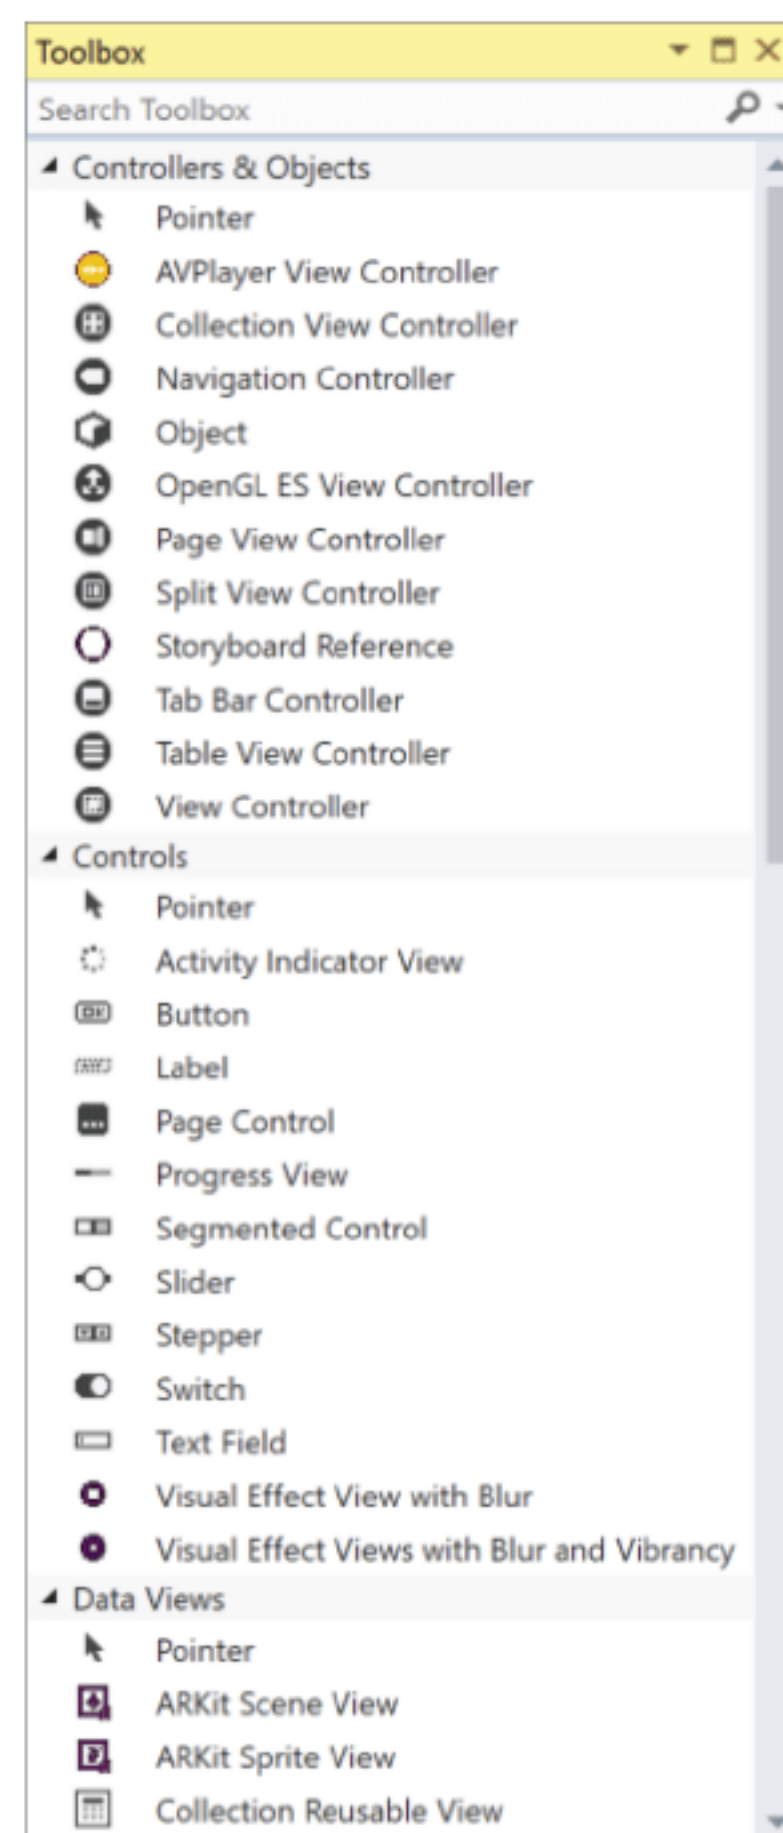 Toolbox
Search Toolbox
Controllers & Objects
Pointer
AVPlayer View Controller
Collection View Controller
Navigation Controller
Object
OpenGL ES View Controller
Page View Controller
Split View Controller
Storyboard Reference
Tab Bar Controller
Table View Controller
View Controller
Controls
Pointer
Activity Indicator View
Button
Label
Page Control
Progress View
Segmented Control
Slider
Stepper
Switch
Text Field
Visual Effect View with Blur
Visual Effect Views with Blur and Vibrancy
Data Views
Pointer
ARKit Scene View
ARKit Sprite View
Collection Reusable View